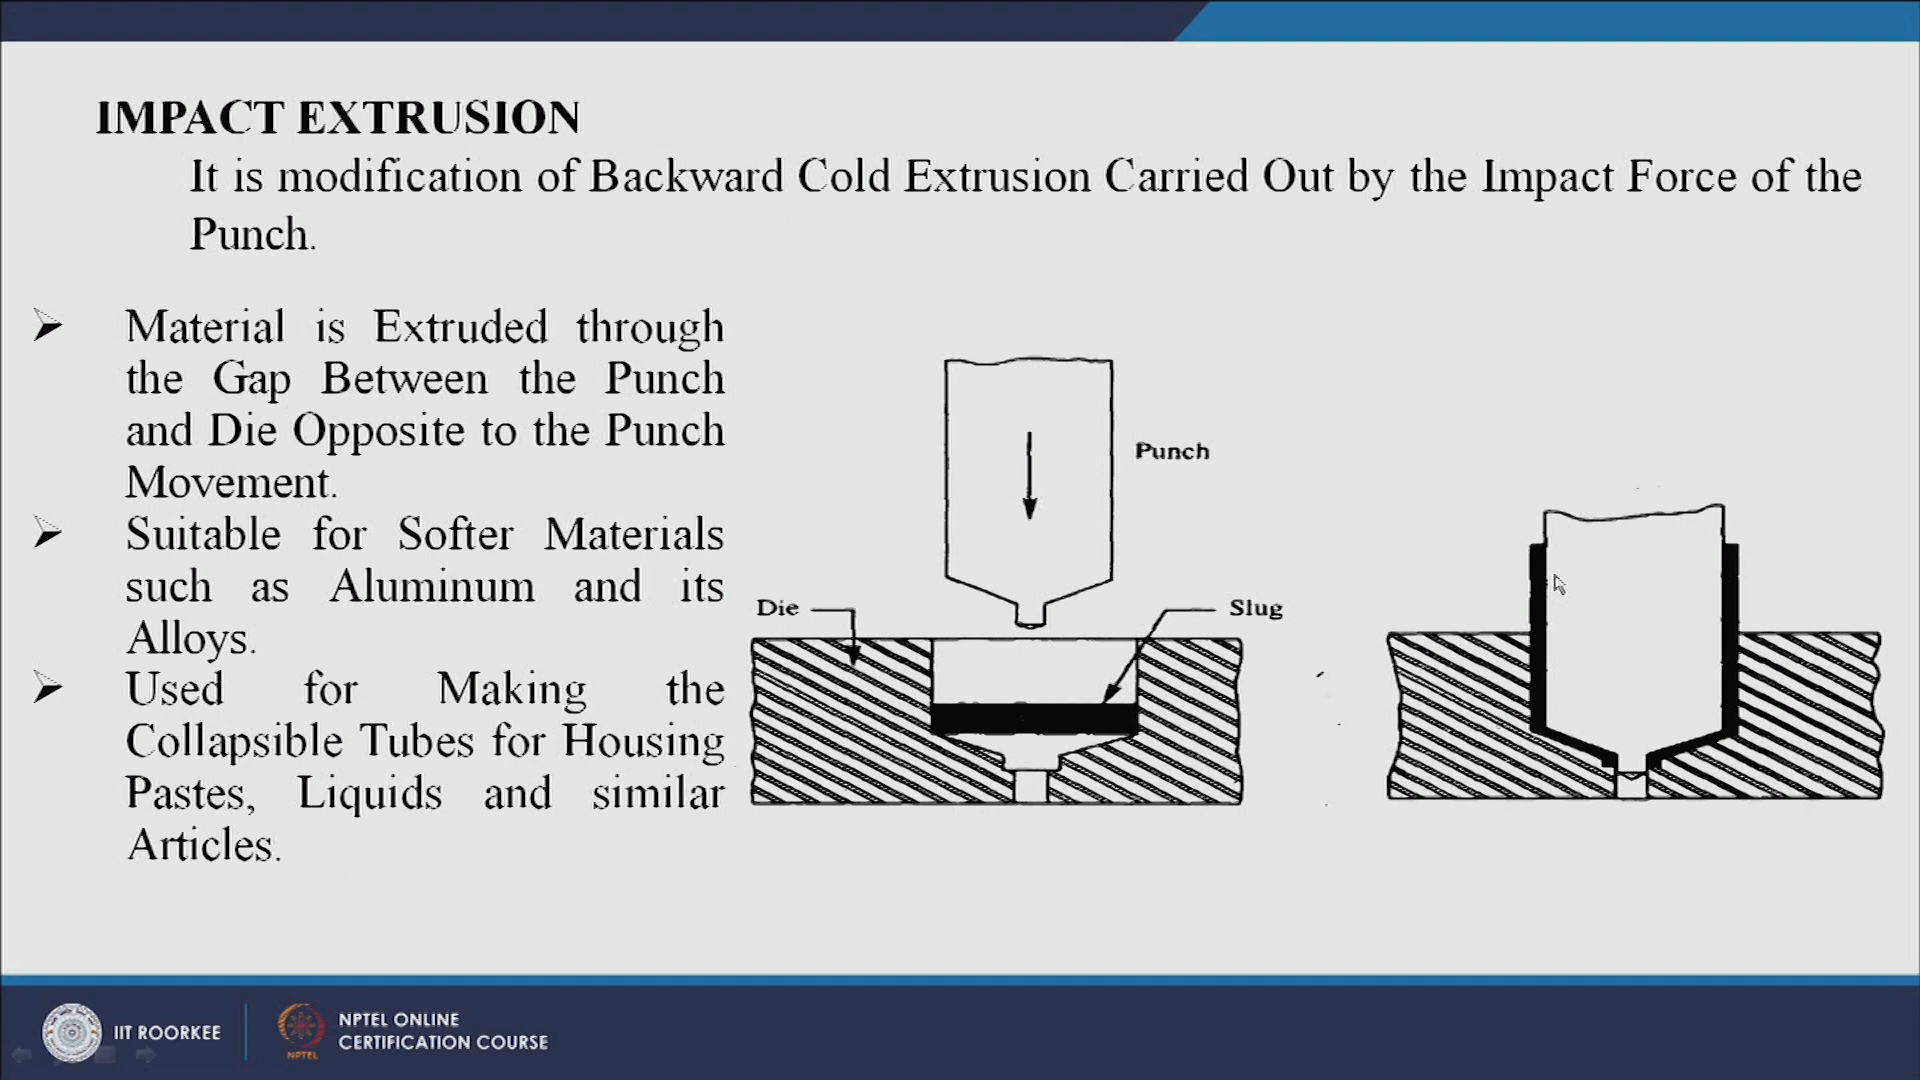 IMPACT EXTRUSION
It is modification of Backward Cold Extrusion Carried Out by the Impact Force of the
Punch.
Material is Extruded through
the Gap Between the Punch
and Die Opposite to the Punch
Movement.
Suitable for Softer Materials
such as Aluminum and its
Alloys.
Used for Making the
Collapsible Tubes for Housing
Pastes, Liquids and similar
Articles.
Punch
Die
Slug
IIT ROORKEE
NPTEL
NPTEL ONLINE
CERTIFICATION COURSE